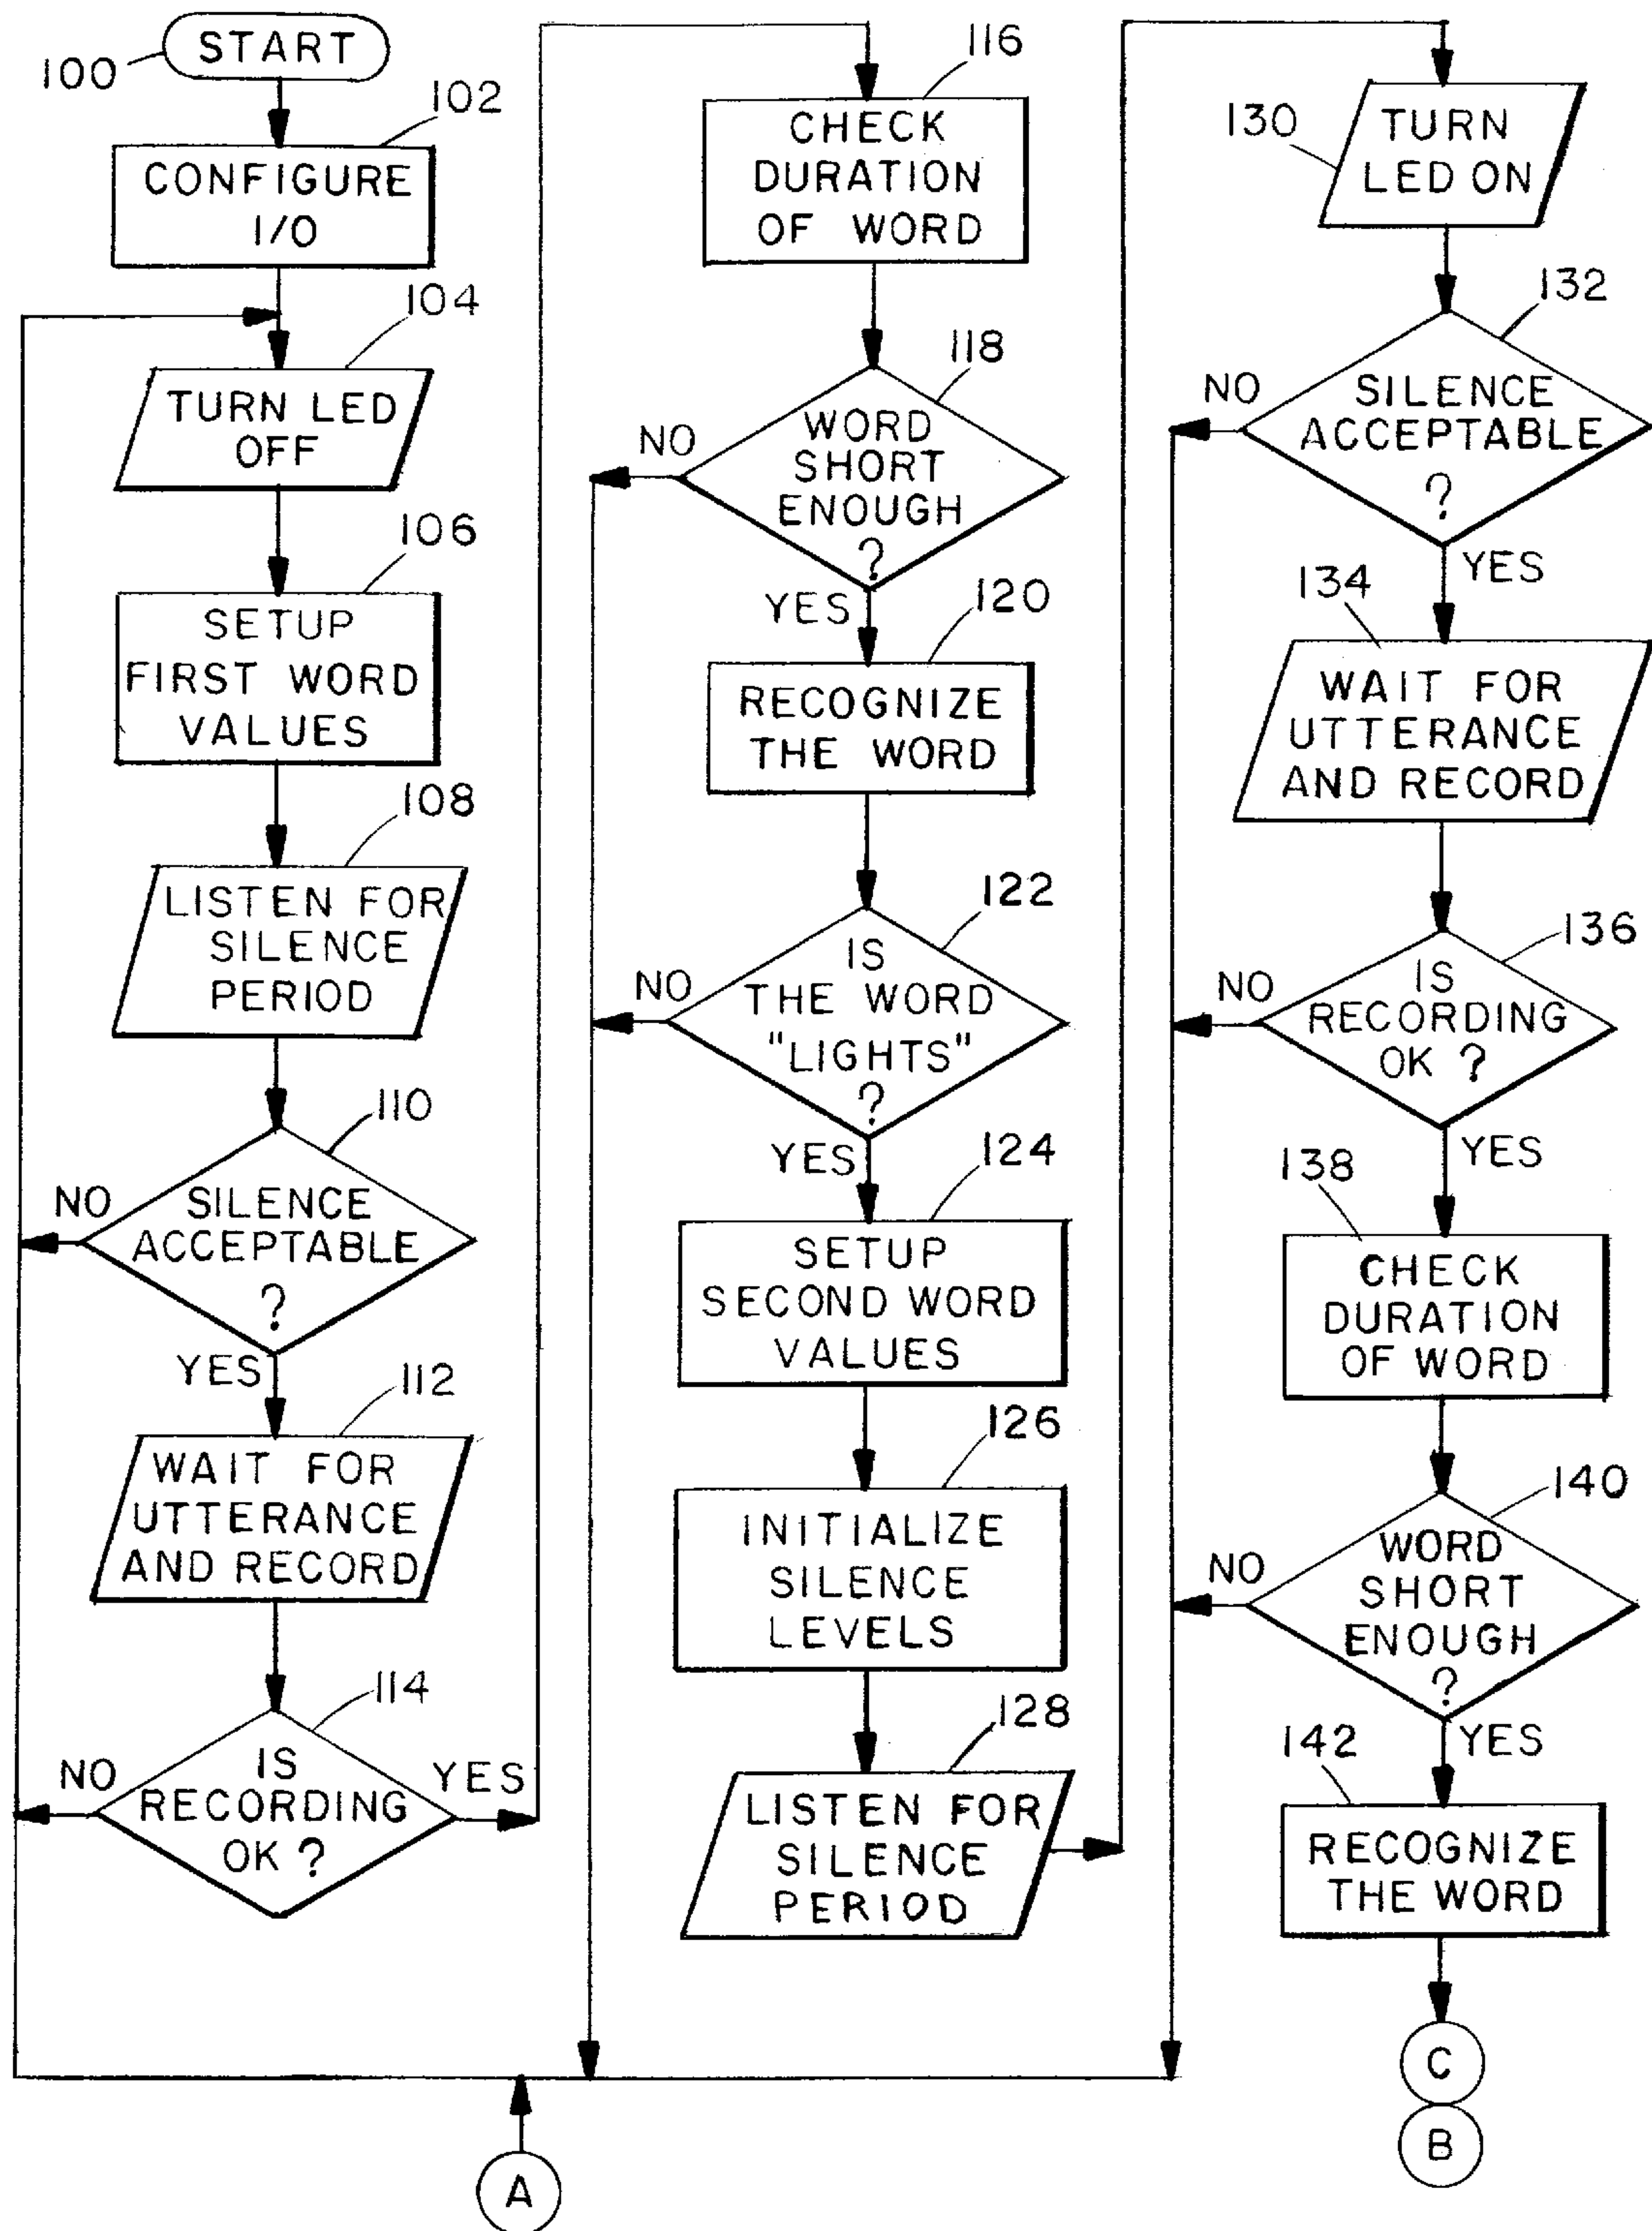 START
100
102
CONFIGURE
I/O
104
TURN LED
OFF
106
SETUP
FIRST WORD
VALUES
108
LISTEN FOR
SILENCE
PERIOD
110
NO
SILENCE
ACCEPTABLE
?
YES
112
WAIT FOR
UTTERANCE
AND RECORD
114
NO
IS
RECORDING
OK ?
YES
116
CHECK
DURATION
OF WORD
118
NO
WORD
SHORT
ENOUGH
?
YES
120
RECOGNIZE
THE WORD
122
NO
IS
THE WORD
"LIGHTS"
?
YES
124
SETUP
SECOND WORD
VALUES
126
INITIALIZE
SILENCE
LEVELS
128
LISTEN FOR
SILENCE
PERIOD
130
TURN
LED ON
132
NO
SILENCE
ACCEPTABLE
?
YES
134
WAIT FOR
UTTERANCE
AND RECORD
136
NO
IS
RECORDING
OK ?
YES
138
CHECK
DURATION
OF WORD
140
NO
WORD
SHORT
ENOUGH
?
YES
142
RECOGNIZE
THE WORD
C
B
A